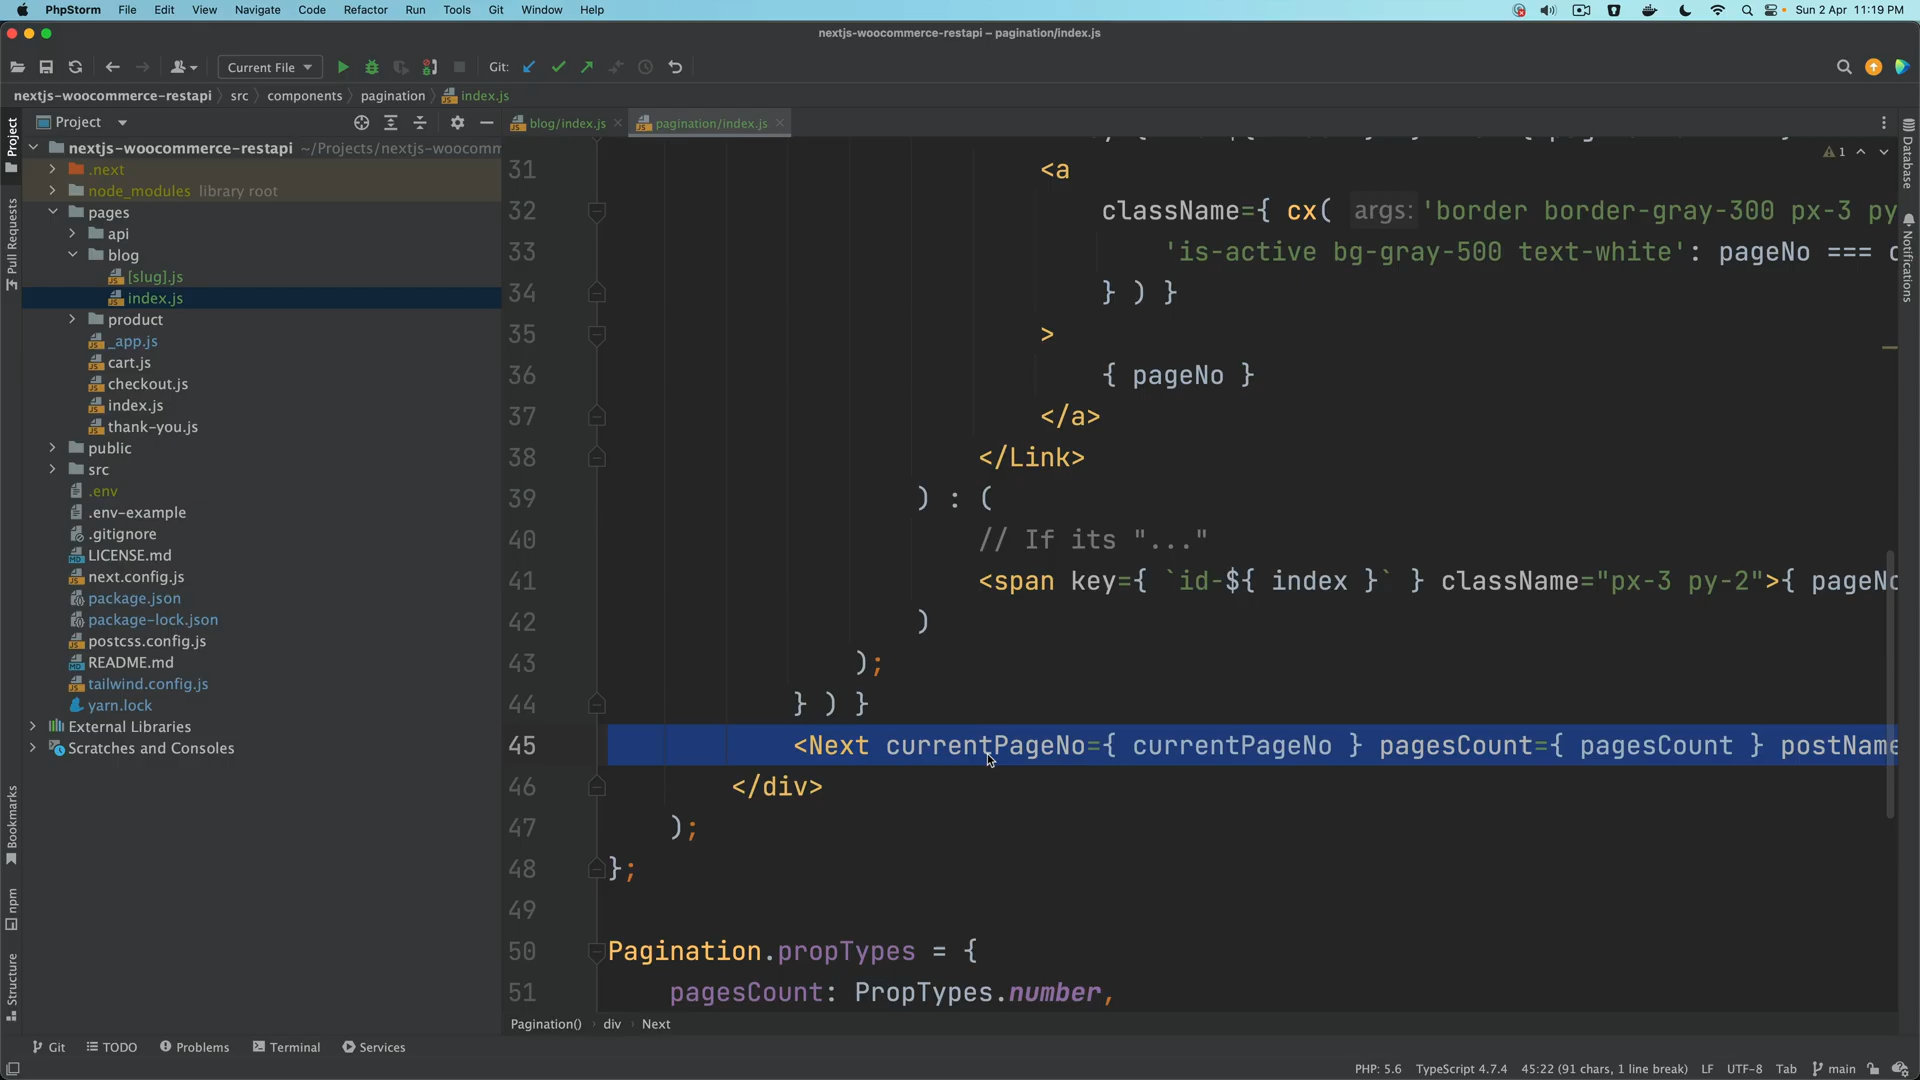 PhpStorm File Edit View Navigate Code Refactor Run Tools Git Window Help Sun 2 Apr 11:19 PM
nextjs-woocommerce-restapi – pagination/index.js
Current File Git:
nextjs-woocommerce-restapi src components pagination index.js
Project
blog/index.js pagination/index.js
nextjs-woocommerce-restapi ~/Projects/nextjs-woocomm
.next
node_modules library root
pages
api
blog
[slug].js
index.js
product
_app.js
cart.js
checkout.js
index.js
thank-you.js
public
src
.env
.env-example
.gitignore
LICENSE.md
next.config.js
package.json
package-lock.json
postcss.config.js
README.md
tailwind.config.js
yarn.lock
External Libraries
Scratches and Consoles
Project
Pull Requests
Bookmarks
npm
Structure
1
31 <a
32 className={ cx( args: 'border border-gray-300 px-3 py
33 'is-active bg-gray-500 text-white': pageNo === c
34 } ) }
35 >
36 { pageNo }
37 </a>
38 </Link>
39 ) : (
40 // If its "..."
41 <span key={ `id-${ index }` } className="px-3 py-2">{ pageNo
42 )
43 );
44 } ) }
45 <Next currentPageNo={ currentPageNo } pagesCount={ pagesCount } postName
46 </div>
47 );
48 };
49
50 Pagination.propTypes = {
51 pagesCount: PropTypes.number,
Database
Notifications
Pagination() div Next
Git TODO Problems Terminal Services
PHP: 5.6 TypeScript 4.7.4 45:22 (91 chars, 1 line break) LF UTF-8 Tab main